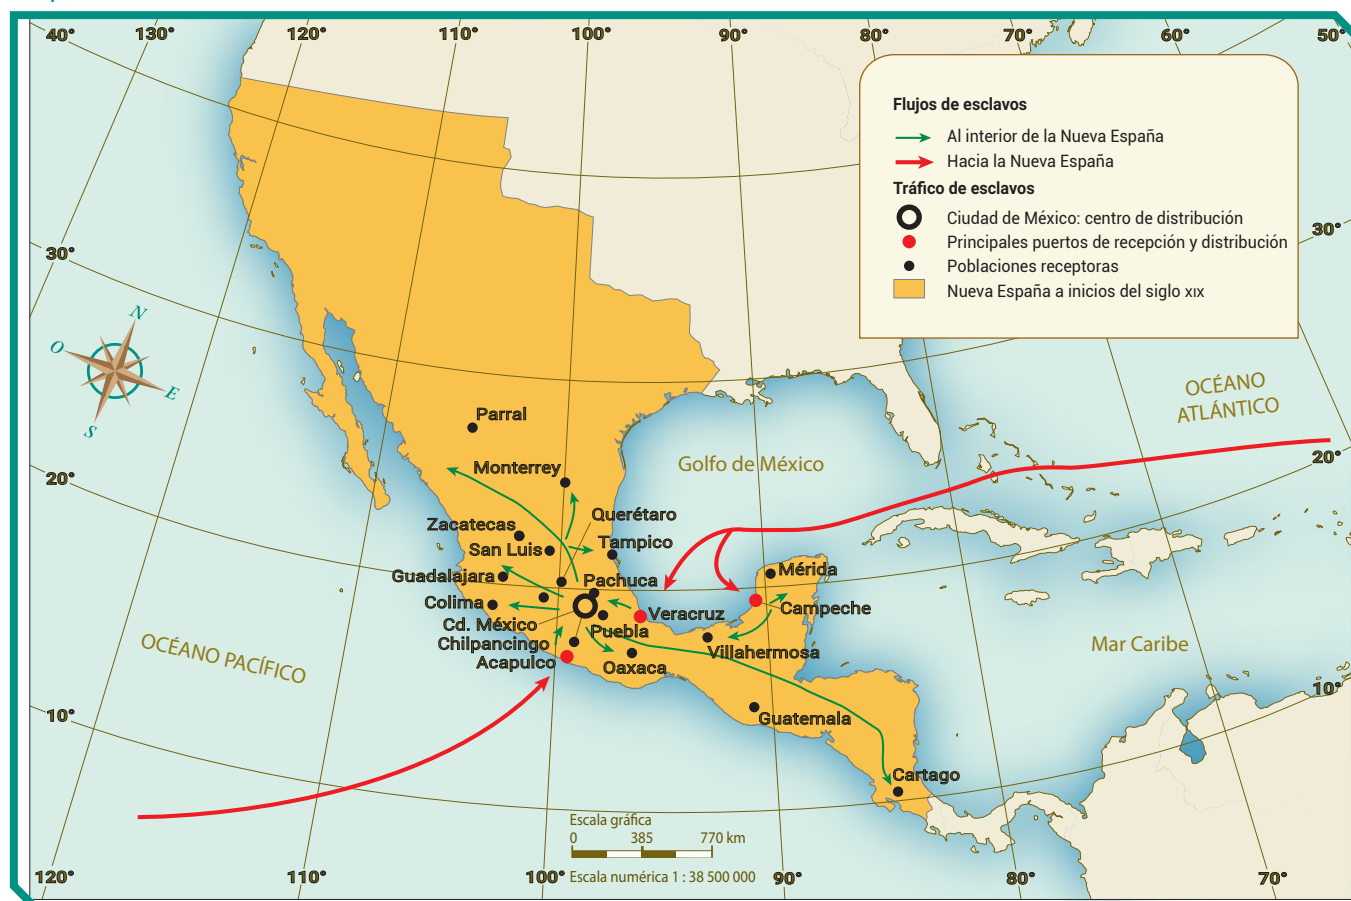 40°
130°
120°
110°
100°
90°
80°
70°
60°
50°
Flujos de esclavos
Al interior de la Nueva España
Hacia la Nueva España
Tráfico de esclavos
Ciudad de México: centro de distribución
Principales puertos de recepción y distribución
Poblaciones receptoras
Nueva España a inicios del siglo XIX
30°
30°
N
O
E
S
OCÉANO
ATLÁNTICO
Parral
Golfo de México
Monterrey
20°
20°
Querétaro
Zacatecas
Tampico
San Luis
Mérida
Guadalajara
Pachuca
Colima
Veracruz
Campeche
Cd. México
Puebla
Chilpancingo
Mar Caribe
Villahermosa
Acapulco
Oaxaca
OCÉANO PACÍFICO
10°
10°
Guatemala
Cartago
Escala gráfica
0 385 770 km
Escala numérica 1 : 38 500 000
120°
110°
100°
90°
80°
70°